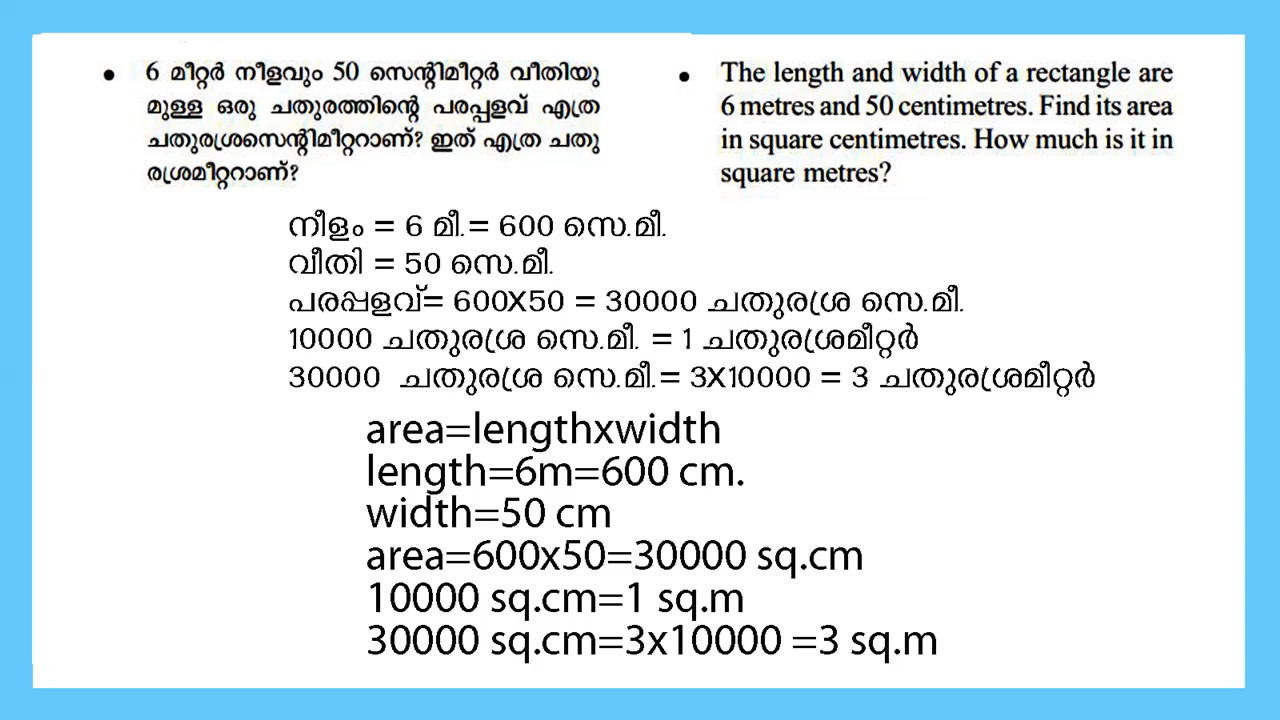 • 6 മീറ്റർ നീളവും 50 സെന്റിമീറ്റർ വീതിയു
മുള്ള ഒരു ചതുരത്തിന്റെ പരപ്പളവ് എത്ര
ചതുരശ്രസെന്റിമീറ്ററാണ്? ഇത് എത്ര ചതു
രശ്രമീറ്ററാണ്?
• The length and width of a rectangle are
6 metres and 50 centimetres. Find its area
in square centimetres. How much is it in
square metres?
നീളം = 6 മീ.= 600 സെ.മീ.
വീതി = 50 സെ.മീ.
പരപ്പളവ്= 600X50 = 30000 ചതുരശ്ര സെ.മീ.
10000 ചതുരശ്ര സെ.മീ. = 1 ചതുരശ്രമീറ്റർ
30000 ചതുരശ്ര സെ.മീ.= 3X10000 = 3 ചതുരശ്രമീറ്റർ
area=lengthxwidth
length=6m=600 cm.
width=50 cm
area=600x50=30000 sq.cm
10000 sq.cm=1 sq.m
30000 sq.cm=3x10000 =3 sq.m